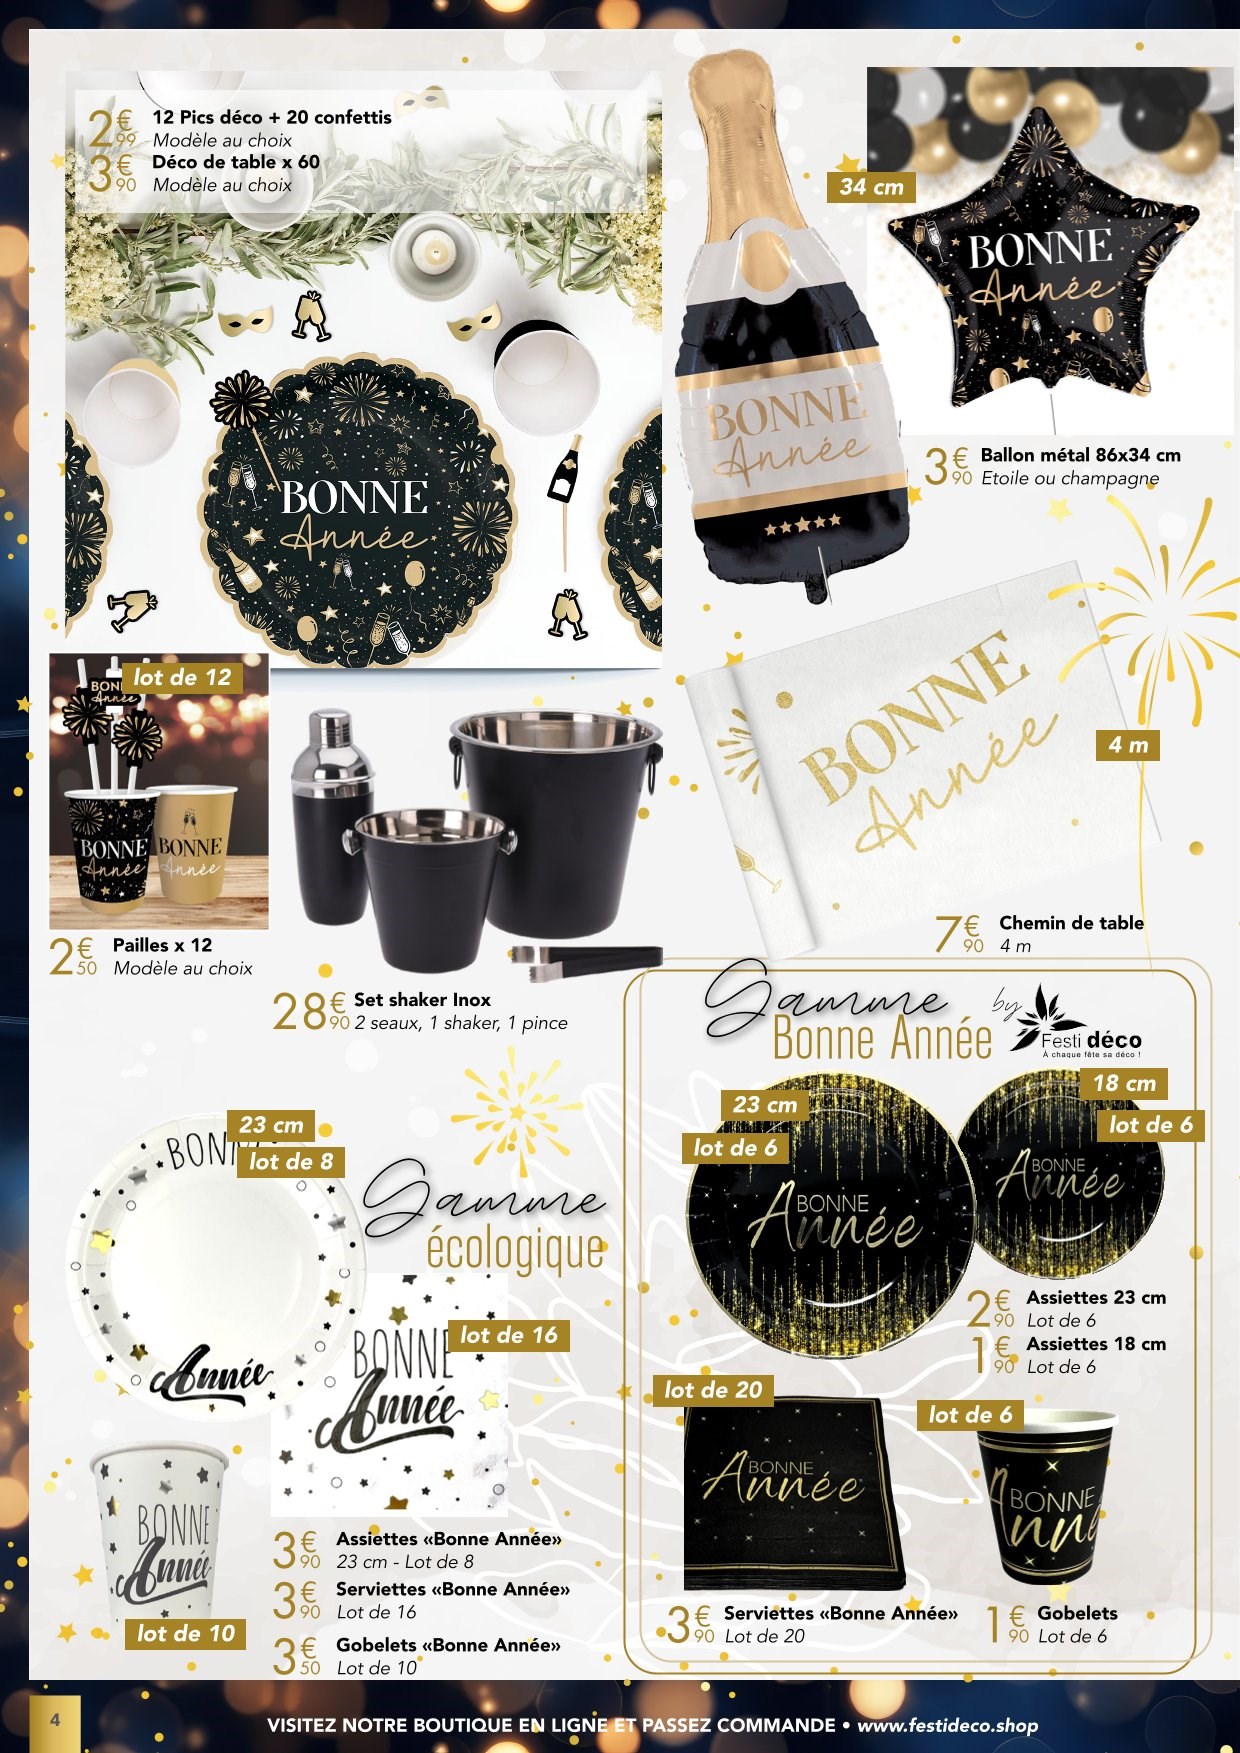 2€99 12 Pics déco + 20 confettis
Modèle au choix
3€90 Déco de table x 60
Modèle au choix
BONNE
Année
34 cm
BONNE
Année
BONNE
Année
3€90 Ballon métal 86x34 cm
Etoile ou champagne
lot de 12
BONNE
Année
BONNE
Année
2€50 Pailles x 12
Modèle au choix
28€90 Set shaker Inox
2 seaux, 1 shaker, 1 pince
BONNE
Année
4 m
7€90 Chemin de table
4 m
Gamme
Bonne Année
by Festi déco
A chaque fête sa déco !
23 cm
lot de 6
BONNE
Année
18 cm
lot de 6
BONNE
Année
2€90 Assiettes 23 cm
Lot de 6
1€90 Assiettes 18 cm
Lot de 6
lot de 20
BONNE
Année
lot de 6
BONNE
3€90 Serviettes «Bonne Année»
Lot de 20
1€90 Gobelets
Lot de 6
23 cm
lot de 8
Année
Gamme
écologique
lot de 16
BONNE
Année
BONNE
Année
lot de 10
3€90 Assiettes «Bonne Année»
23 cm - Lot de 8
3€90 Serviettes «Bonne Année»
Lot de 16
3€50 Gobelets «Bonne Année»
Lot de 10
4
VISITEZ NOTRE BOUTIQUE EN LIGNE ET PASSEZ COMMANDE • www.festideco.shop